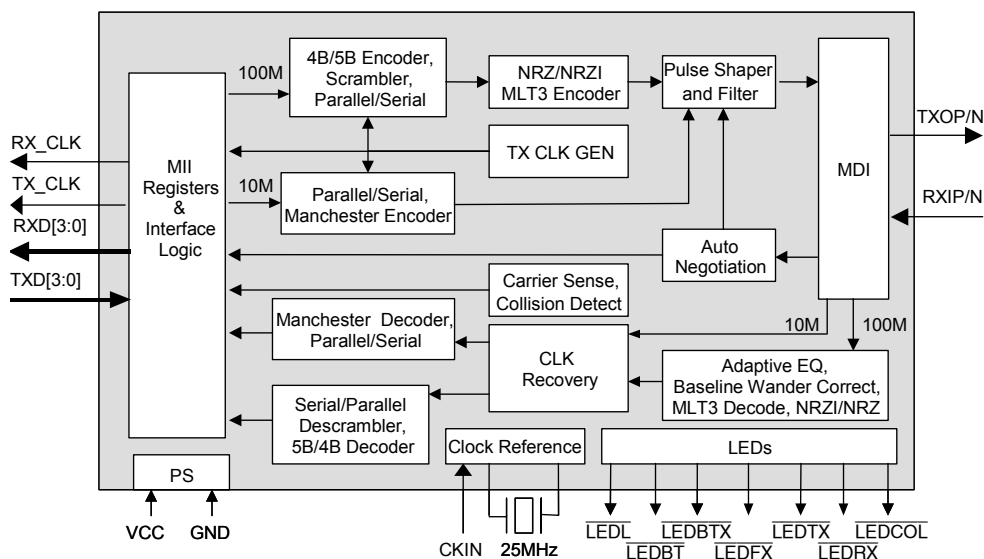 4B/5B Encoder,
Scrambler,
Parallel/Serial
100M
NRZ/NRZI
MLT3 Encoder
Pulse Shaper
and Filter
TXOP/N
RX_CLK
MII
Registers
&
Interface
Logic
TX CLK GEN
MDI
TX_CLK
10M
Parallel/Serial,
Manchester Encoder
RXIP/N
RXD[3:0]
Auto
Negotiation
TXD[3:0]
Carrier Sense,
Collision Detect
Manchester Decoder,
Parallel/Serial
10M
100M
CLK
Recovery
Adaptive EQ,
Baseline Wander Correct,
MLT3 Decode, NRZI/NRZ
Serial/Parallel
Descrambler,
5B/4B Decoder
Clock Reference
LEDs
PS
VCC
GND
CKIN
25MHz
LEDL
LEDBT
LEDBTX
LEDFX
LEDTX
LEDRX
LEDCOL